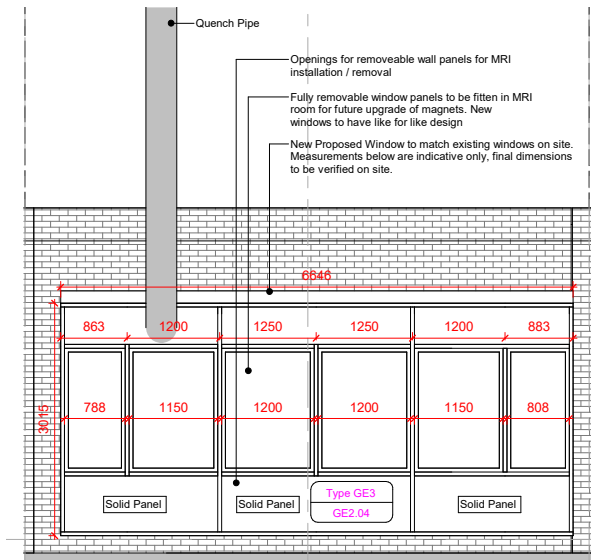 Quench Pipe
Openings for removeable wall panels for MRI
installation / removal
Fully removable window panels to be fitten in MRI
room for future upgrade of magnets. New
windows to have like for like design
New Proposed Window to match existing windows on site.
Measurements below are indicative only, final dimensions
to be verified on site.
6646
863 1200 1250 1250 1200 883
3015
788 1150 1200 1200 1150 808
Solid Panel Solid Panel Type GE3 Solid Panel
GE2.04